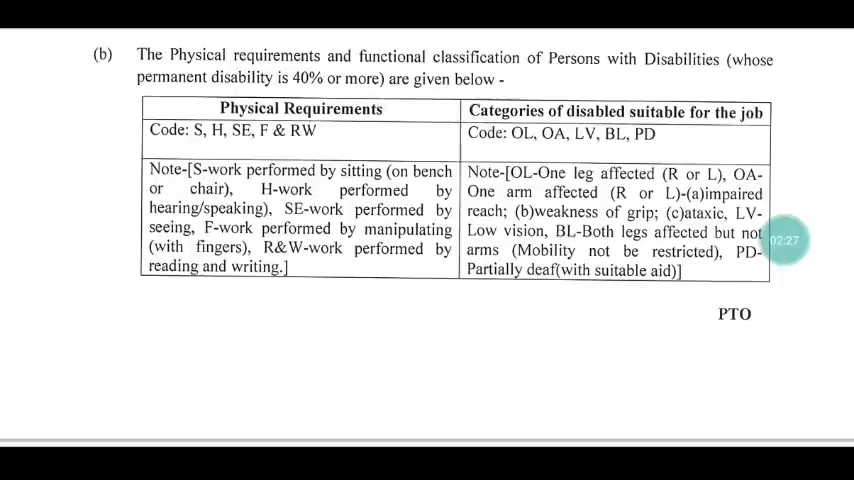 (b) The Physical requirements and functional classification of Persons with Disabilities (whose
permanent disability is 40% or more) are given below -
Physical Requirements
Code: S, H, SE, F & RW
Note-[S-work performed by sitting (on bench
or chair), H-work performed by
hearing/speaking), SE-work performed by
seeing, F-work performed by manipulating
(with fingers), R&W-work performed by
reading and writing.]
Categories of disabled suitable for the job
Code: OL, OA, LV, BL, PD
Note-[OL-One leg affected (R or L), OA-
One arm affected (R or L)-(a)impaired
reach; (b)weakness of grip; (c)ataxic, LV-
Low vision, BL-Both legs affected but not
arms (Mobility not be restricted), PD-
Partially deaf(with suitable aid)]
02:27
PTO